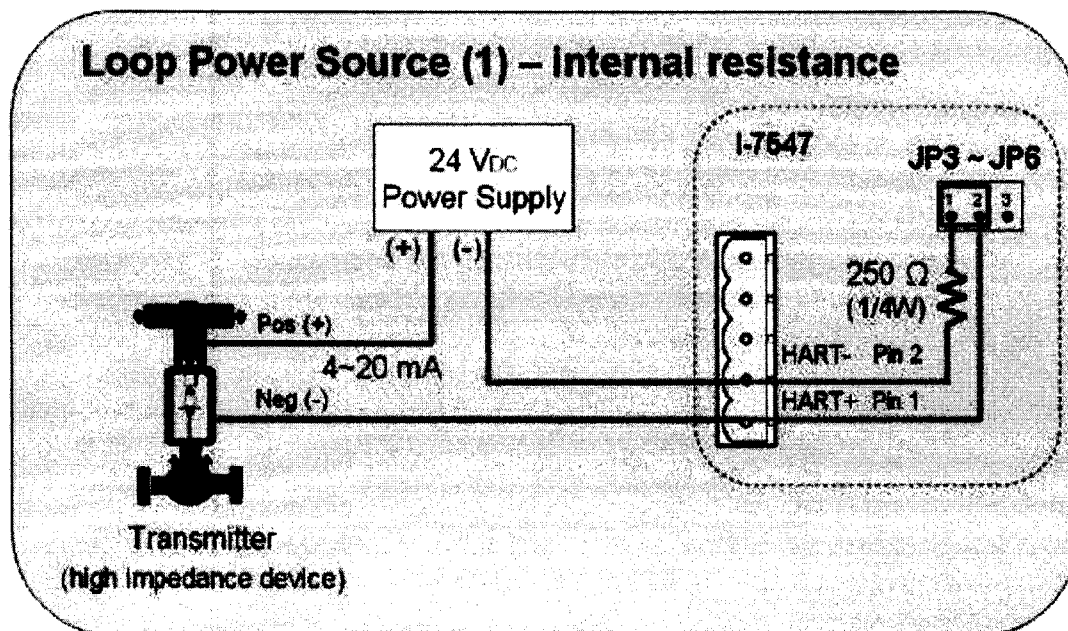 Loop Power Source (1) – Internal resistance
24 VDC
Power Supply
(+) (-)
I-7547
JP3 ~ JP6
1 2 3
250 Ω
(1/4W)
Pos (+)
4~20 mA
HART- Pin 2
Neg (-)
HART+ Pin 1
Transmitter
(high impedance device)